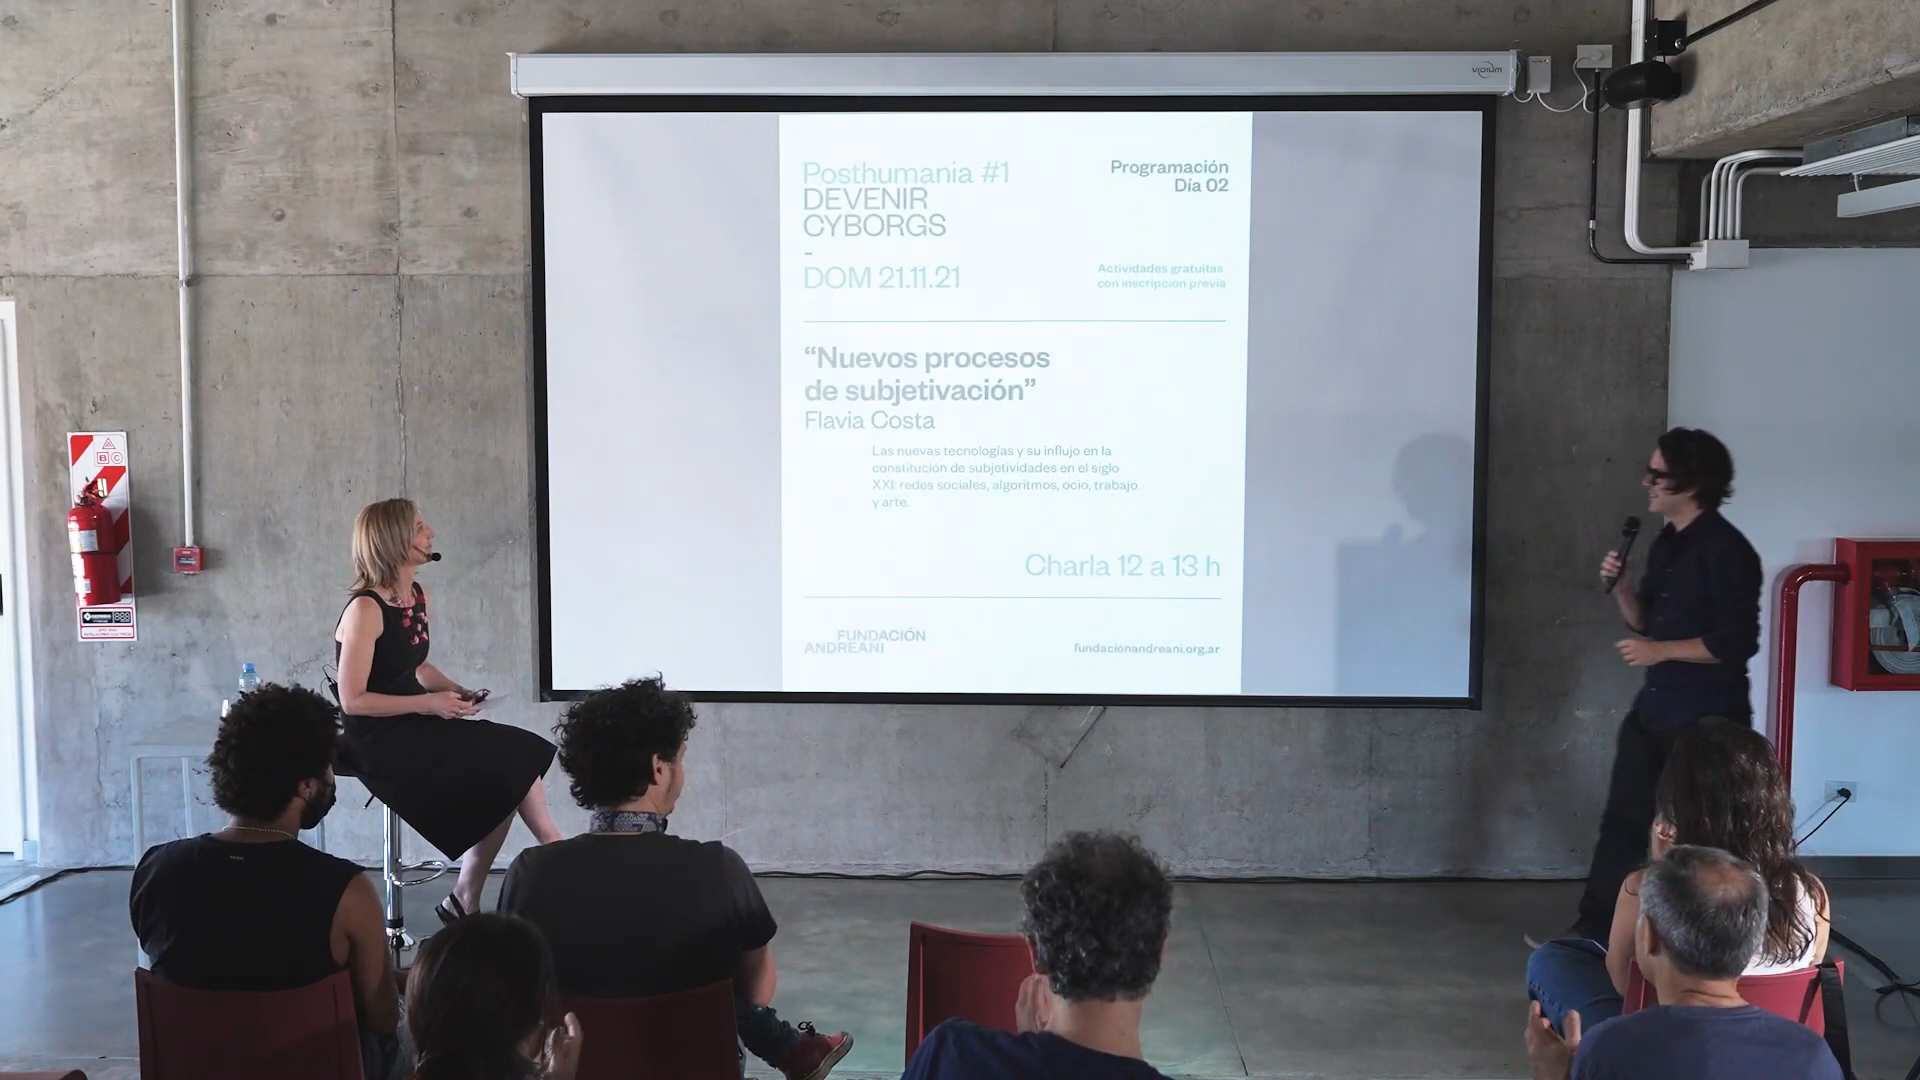 vidium
Posthumania #1
DEVENIR
CYBORGS
-
DOM 21.11.21
Programación
Día 02
Actividades gratuitas
con inscripción previa
“Nuevos procesos
de subjetivación”
Flavia Costa
Las nuevas tecnologías y su influjo en la
constitución de subjetividades en el siglo
XXI: redes sociales, algoritmos, ocio, trabajo
y arte.
Charla 12 a 13 h
FUNDACIÓN
ANDREANI
fundacionandreani.org.ar
A
B C